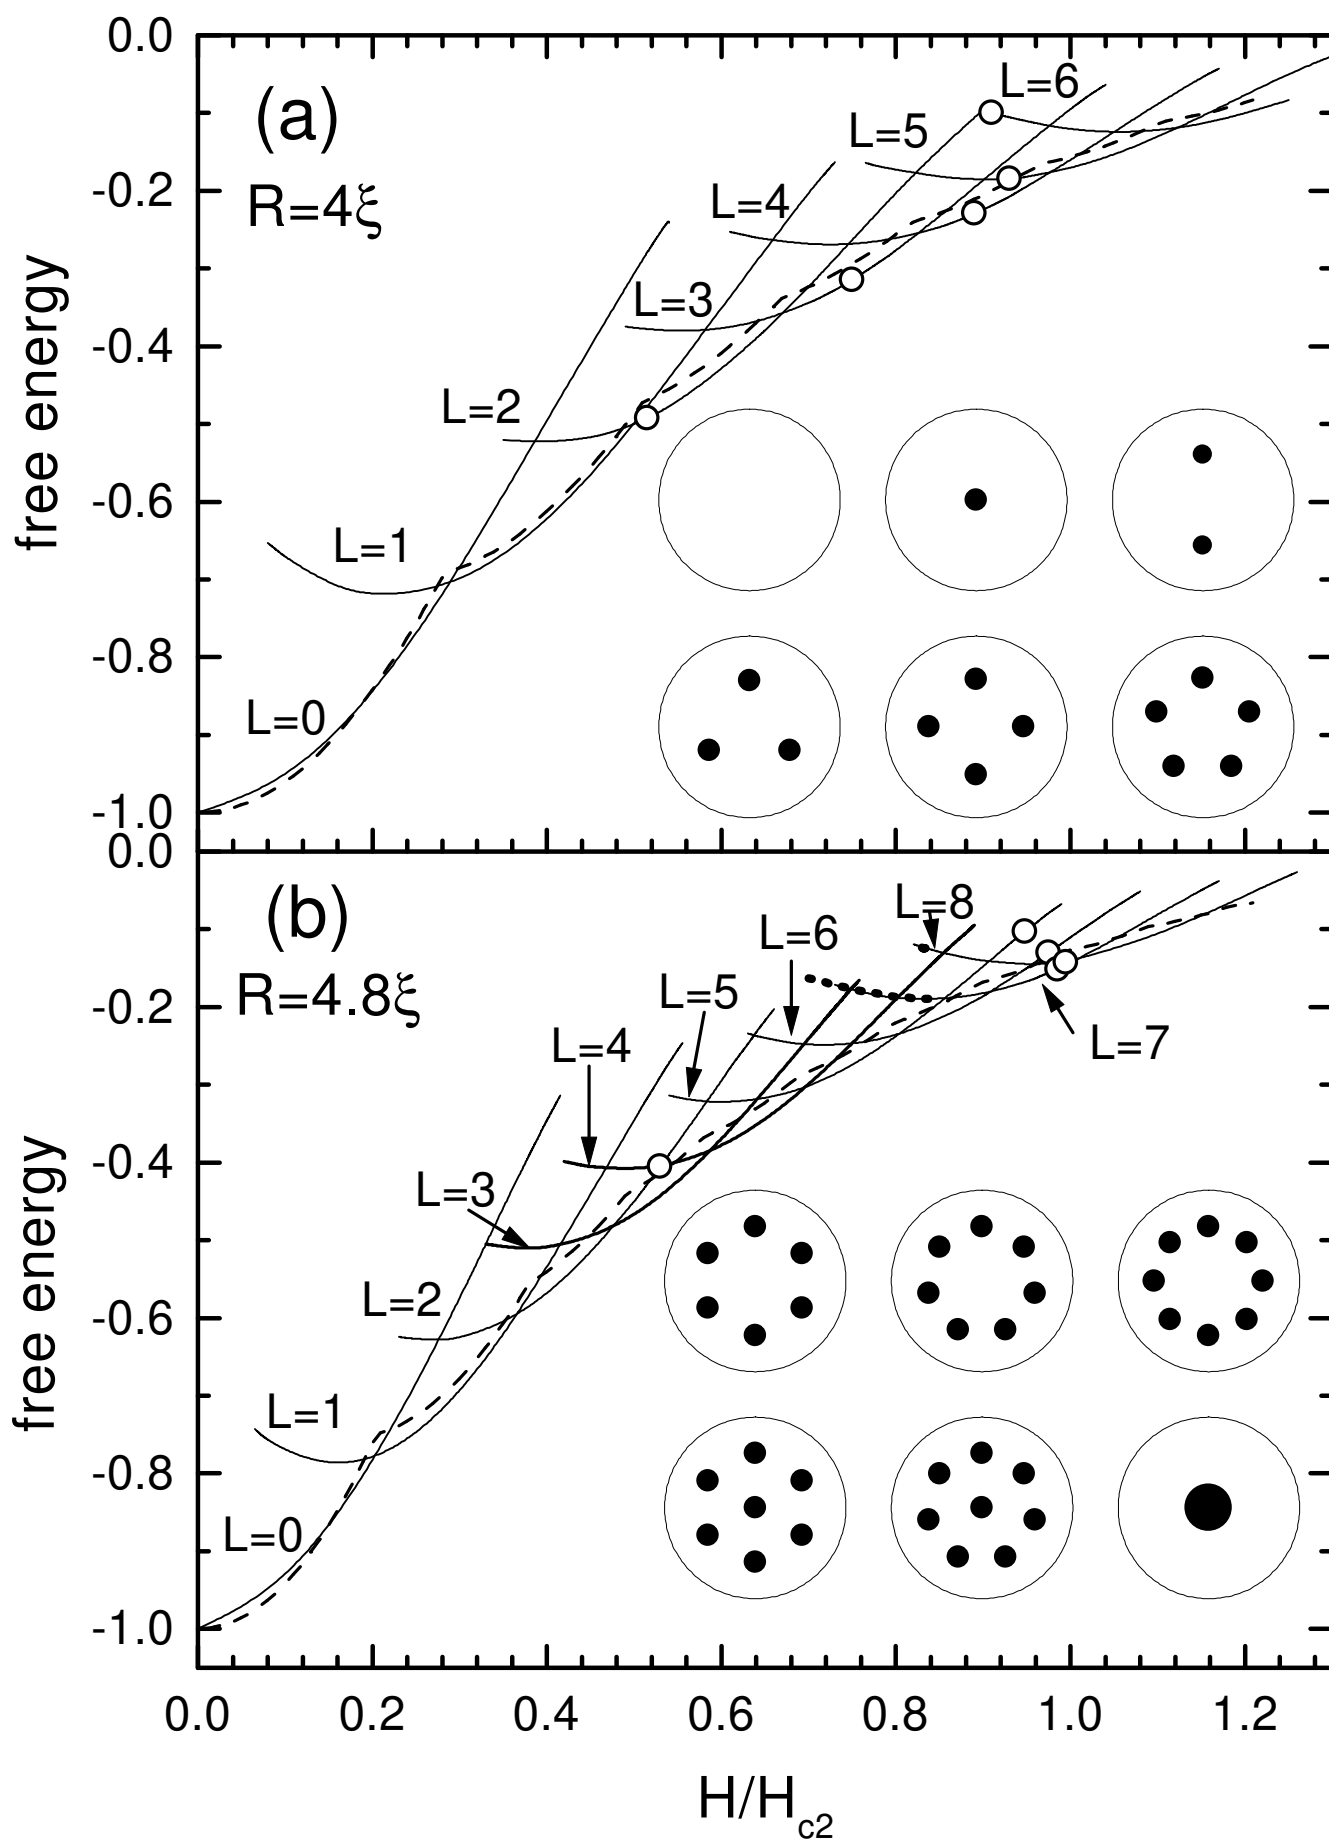 0.0
(a)
L=6
L=5
-0.2
R=4ξ
L=4
L=3
-0.4
L=2
free energy
-0.6
L=1
-0.8
L=0
-1.0
0.0
(b)
L=8
L=6
R=4.8ξ
L=5
-0.2
L=4
L=7
-0.4
L=3
free energy
L=2
-0.6
L=1
-0.8
L=0
-1.0
0.0 0.2 0.4 0.6 0.8 1.0 1.2
H/Hc2